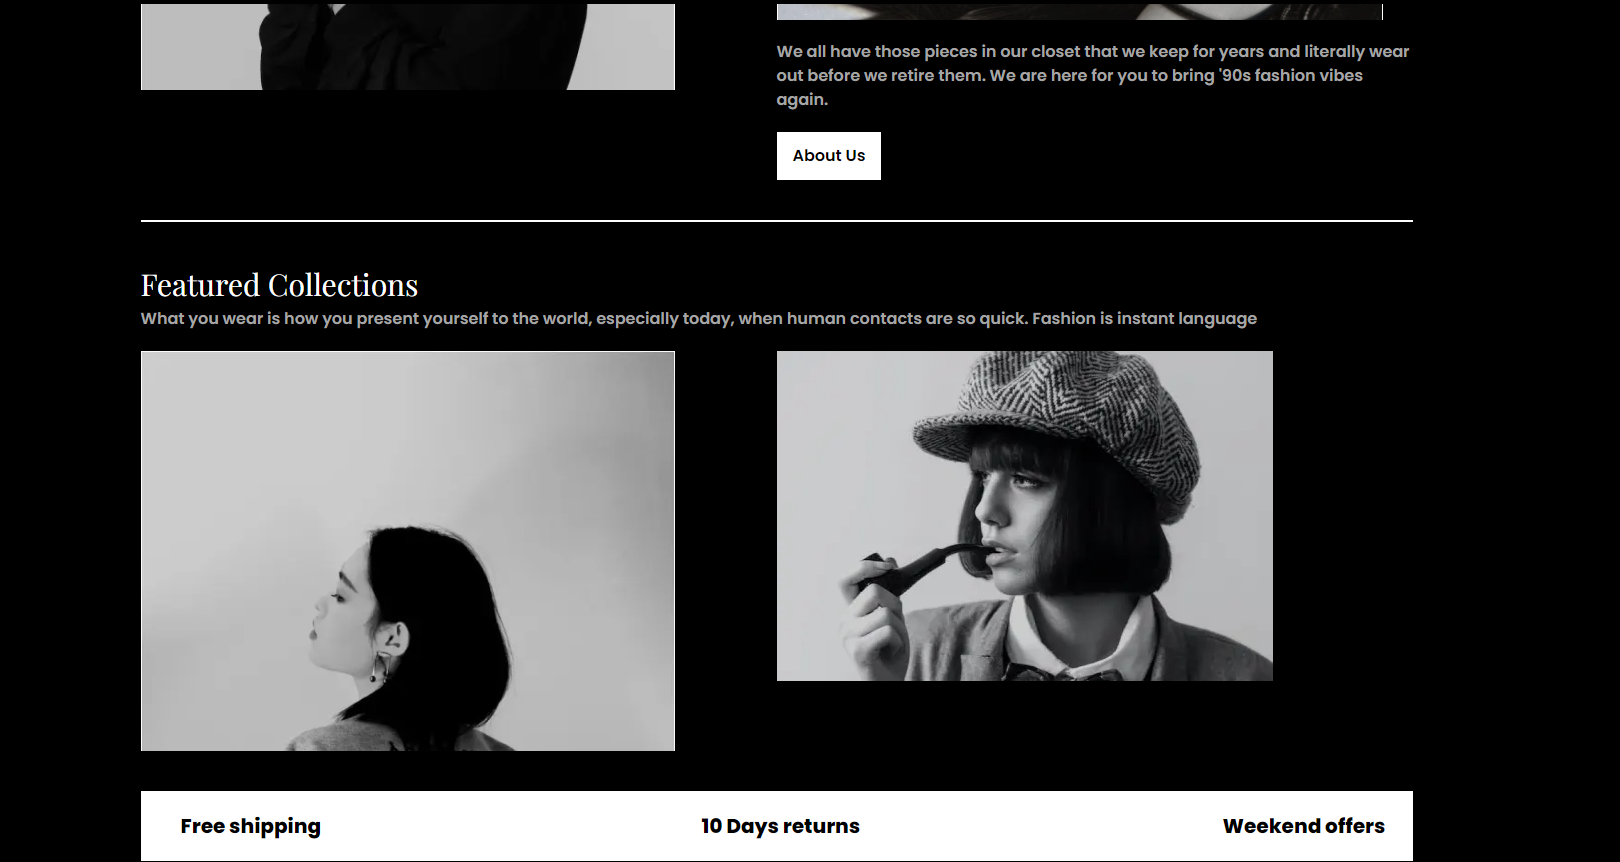 We all have those pieces in our closet that we keep for years and literally wear
out before we retire them. We are here for you to bring '90s fashion vibes
again.
About Us
Featured Collections
What you wear is how you present yourself to the world, especially today, when human contacts are so quick. Fashion is instant language
Free shipping
10 Days returns
Weekend offers